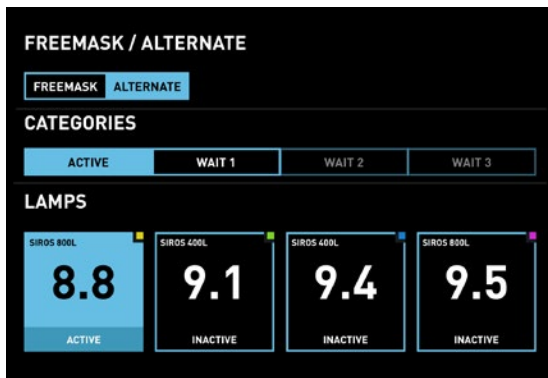 FREEMASK / ALTERNATE
FREEMASK ALTERNATE
CATEGORIES
ACTIVE WAIT 1 WAIT 2 WAIT 3
LAMPS
SIROS 800L SIROS 400L SIROS 400L SIROS 800L
8.8 9.1 9.4 9.5
ACTIVE INACTIVE INACTIVE INACTIVE